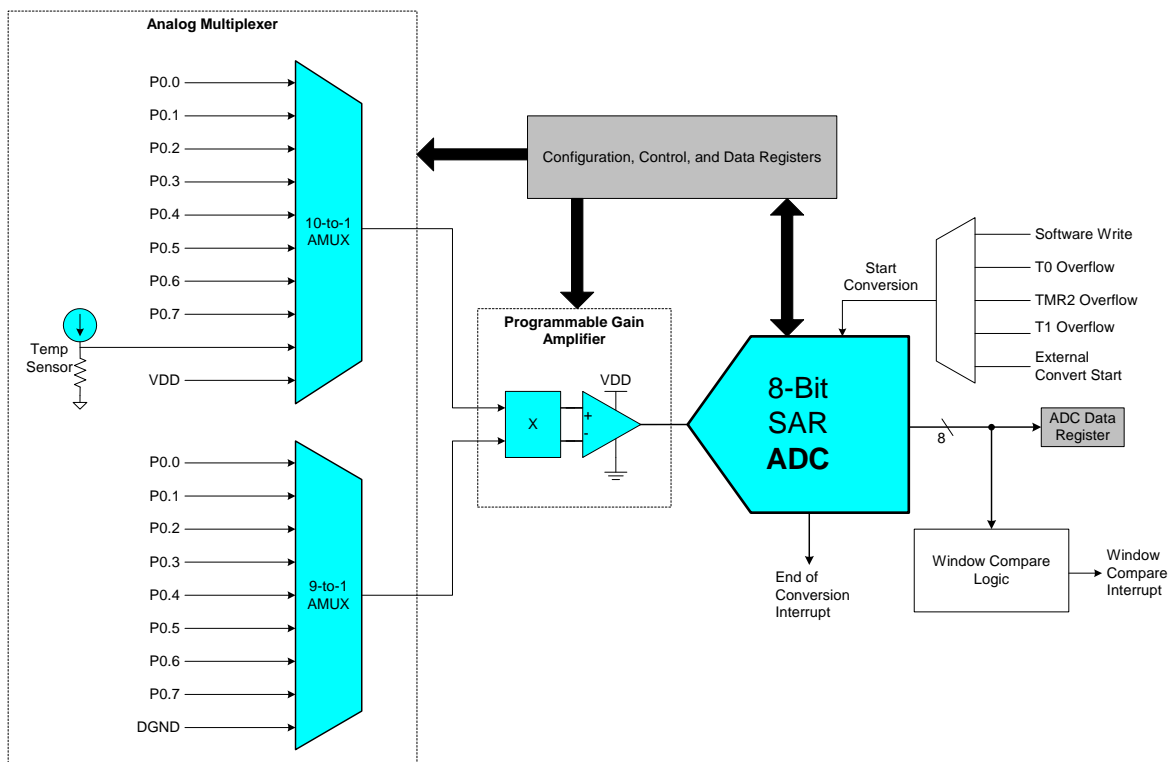 Analog Multiplexer
P0.0
P0.1
P0.2
P0.3
P0.4
P0.5
P0.6
P0.7
Temp
Sensor
VDD
10-to-1
AMUX
P0.0
P0.1
P0.2
P0.3
P0.4
P0.5
P0.6
P0.7
DGND
9-to-1
AMUX
Configuration, Control, and Data Registers
Programmable Gain
Amplifier
X
+
-
VDD
Start
Conversion
Software Write
T0 Overflow
TMR2 Overflow
T1 Overflow
External
Convert Start
8-Bit
SAR
ADC
8
ADC Data
Register
End of
Conversion
Interrupt
Window Compare
Logic
Window
Compare
Interrupt